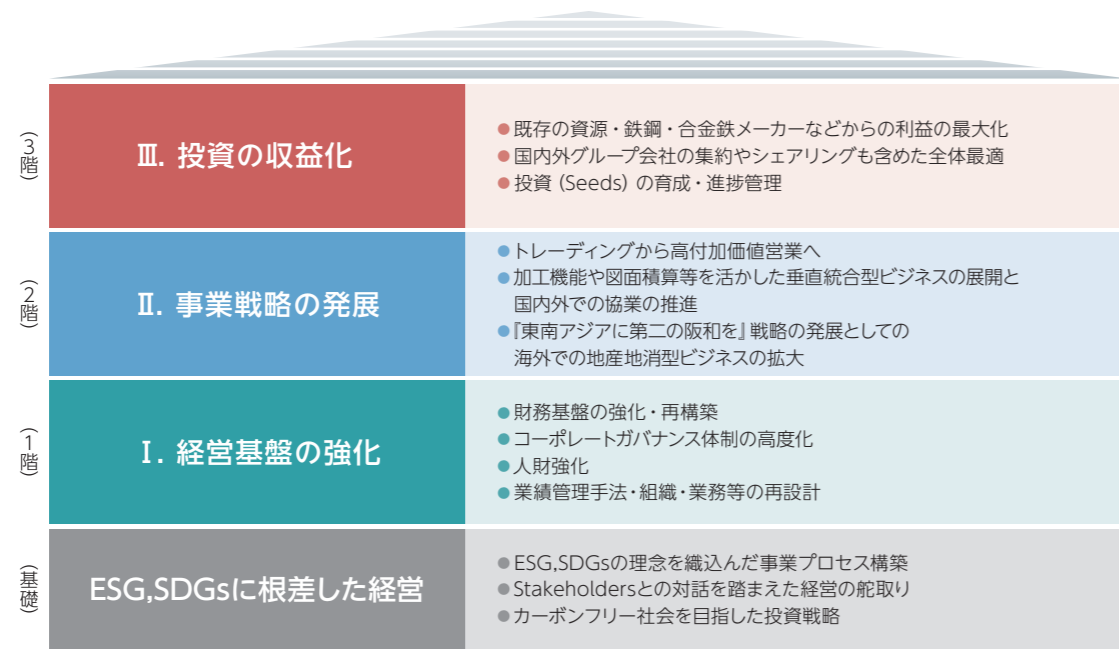 (3階)
Ⅲ. 投資の収益化
●既存の資源・鉄鋼・合金鉄メーカーなどからの利益の最大化
●国内外グループ会社の集約やシェアリングも含めた全体最適
●投資（Seeds）の育成・進捗管理
(2階)
Ⅱ. 事業戦略の発展
●トレーディングから高付加価値営業へ
●加工機能や図面積算等を活かした垂直統合型ビジネスの展開と
国内外での協業の推進
●『東南アジアに第二の阪和を』戦略の発展としての
海外での地産地消型ビジネスの拡大
(1階)
Ⅰ. 経営基盤の強化
●財務基盤の強化・再構築
●コーポレートガバナンス体制の高度化
●人財強化
●業績管理手法・組織・業務等の再設計
(基礎)
ESG,SDGsに根差した経営
●ESG,SDGsの理念を織込んだ事業プロセス構築
●Stakeholdersとの対話を踏まえた経営の舵取り
●カーボンフリー社会を目指した投資戦略